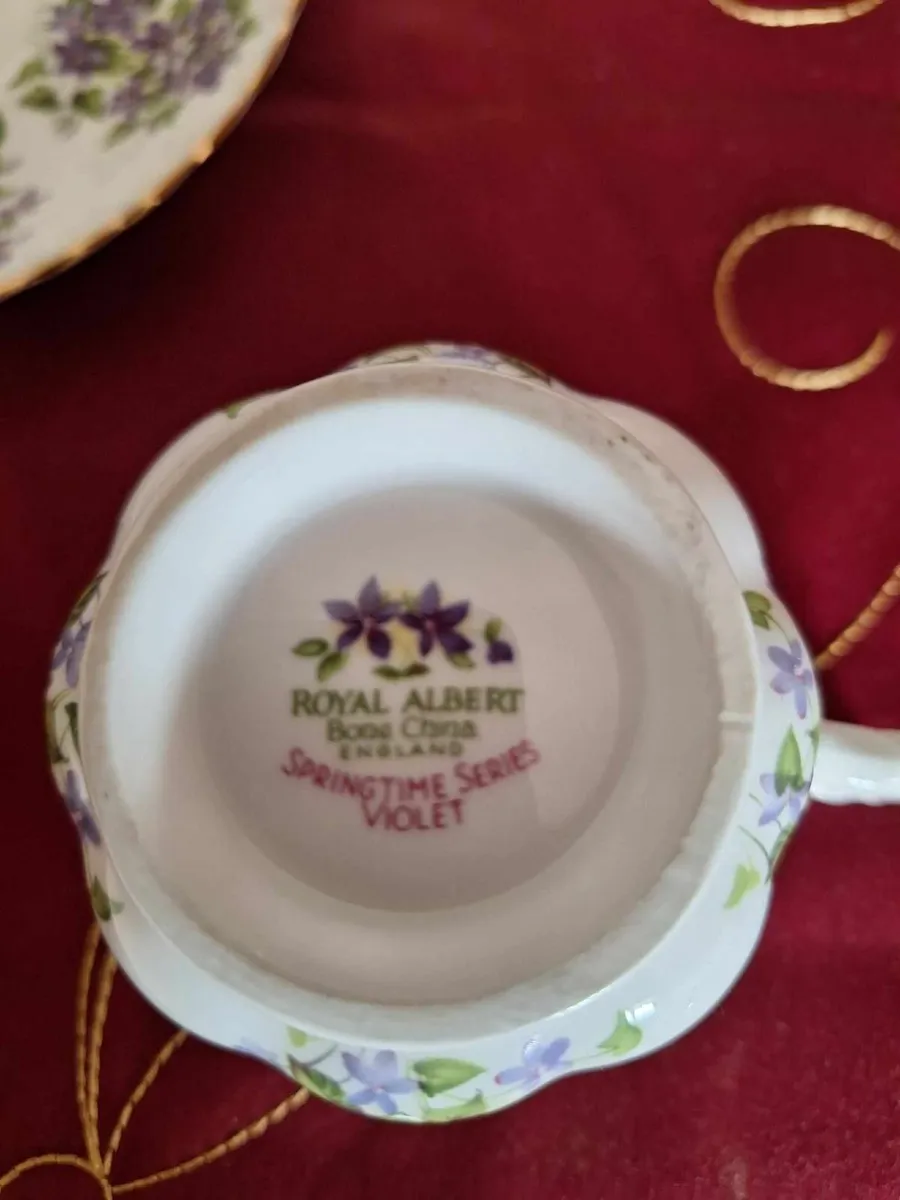 ROYAL ALBERT
Bone China
ENGLAND
SPRINGTIME SERIES
VIOLET